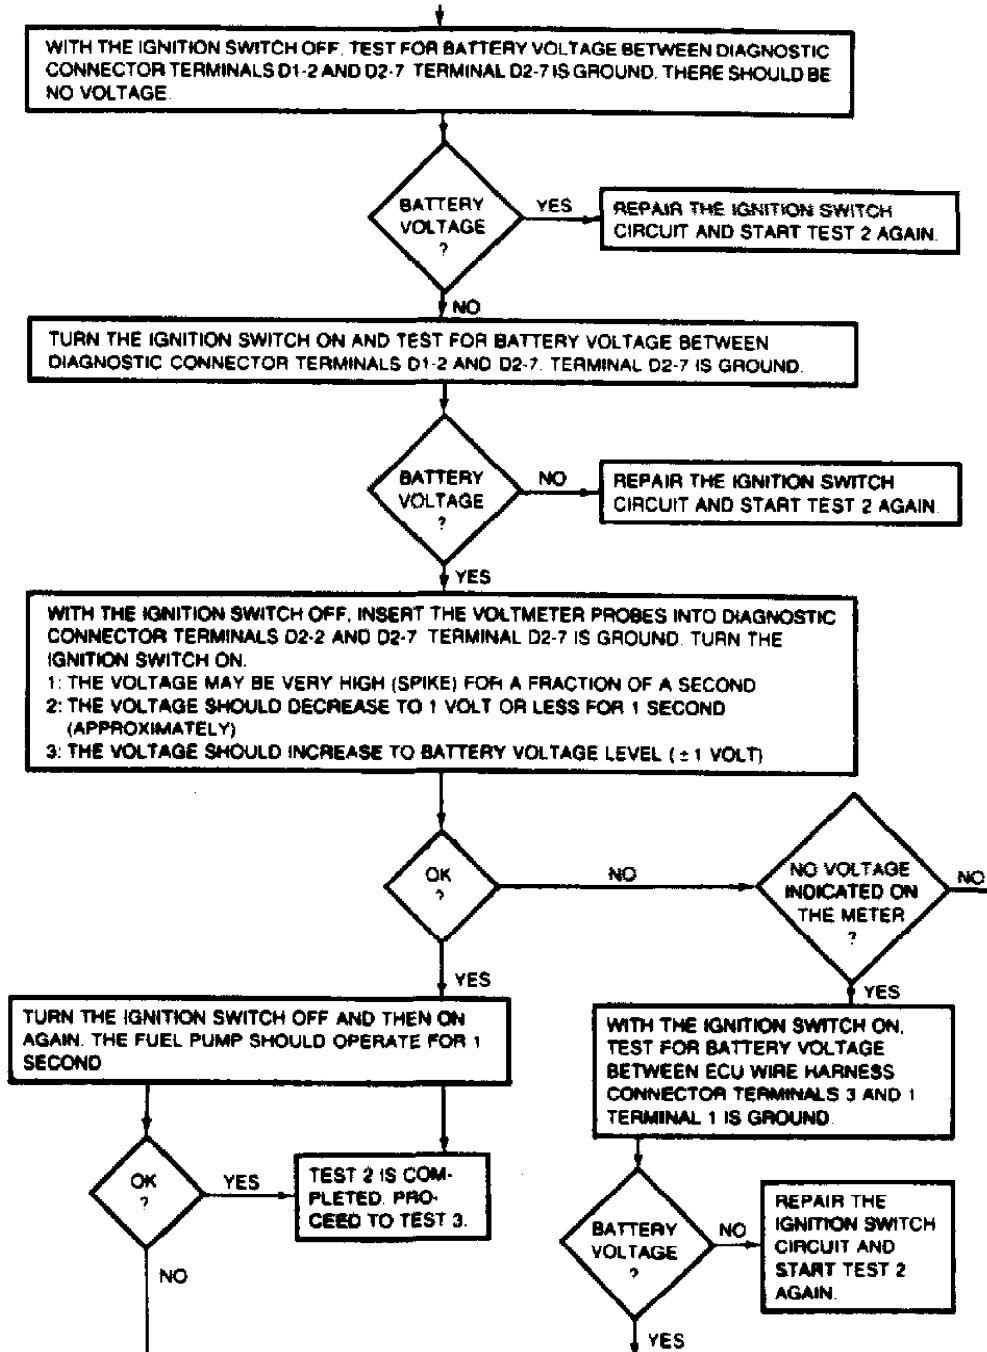 WITH THE IGNITION SWITCH OFF, TEST FOR BATTERY VOLTAGE BETWEEN DIAGNOSTIC
CONNECTOR TERMINALS D1-2 AND D2-7 TERMINAL D2-7 IS GROUND. THERE SHOULD BE
NO VOLTAGE.
BATTERY
VOLTAGE
?
YES
REPAIR THE IGNITION SWITCH
CIRCUIT AND START TEST 2 AGAIN.
NO
TURN THE IGNITION SWITCH ON AND TEST FOR BATTERY VOLTAGE BETWEEN
DIAGNOSTIC CONNECTOR TERMINALS D1-2 AND D2-7. TERMINAL D2-7 IS GROUND.
BATTERY
VOLTAGE
?
NO
REPAIR THE IGNITION SWITCH
CIRCUIT AND START TEST 2 AGAIN.
YES
WITH THE IGNITION SWITCH OFF, INSERT THE VOLTMETER PROBES INTO DIAGNOSTIC
CONNECTOR TERMINALS D2-2 AND D2-7 TERMINAL D2-7 IS GROUND. TURN THE
IGNITION SWITCH ON.
1: THE VOLTAGE MAY BE VERY HIGH (SPIKE) FOR A FRACTION OF A SECOND
2: THE VOLTAGE SHOULD DECREASE TO 1 VOLT OR LESS FOR 1 SECOND
(APPROXIMATELY)
3: THE VOLTAGE SHOULD INCREASE TO BATTERY VOLTAGE LEVEL (±1 VOLT)
OK
?
NO
NO VOLTAGE
INDICATED ON
THE METER
?
NO
YES
YES
TURN THE IGNITION SWITCH OFF AND THEN ON
AGAIN. THE FUEL PUMP SHOULD OPERATE FOR 1
SECOND
WITH THE IGNITION SWITCH ON,
TEST FOR BATTERY VOLTAGE
BETWEEN ECU WIRE HARNESS
CONNECTOR TERMINALS 3 AND 1
TERMINAL 1 IS GROUND.
OK
?
YES
TEST 2 IS COM-
PLETED. PRO-
CEED TO TEST 3.
NO
BATTERY
VOLTAGE
?
NO
REPAIR THE
IGNITION SWITCH
CIRCUIT AND
START TEST 2
AGAIN.
YES